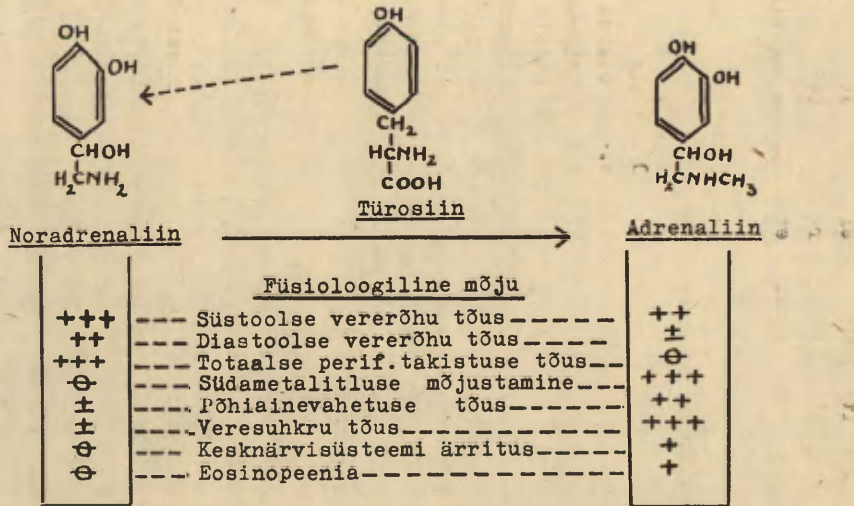 OH OH OH
OH OH
CHOH CH₂ CHOH
H₂CNH₂ HCNH₂ H₂CNHCH₃
COOH
Türosiin
Noradrenaliin Adrenaliin
Füsioloogiline mõju
+++ --- Süstoolse vererõhu tõus ----- ++
++ --- Diastoolse vererõhu tõus ----- ±
+++ --- Totaalse perif.takistuse tõus -- ⊖
⊖ --- Südametalitluse mõjustamine ---- +++
± --- Põhiainevahetuse tõus ------ ++
± --- Veresuhkru tõus -------- +++
⊖ --- Kesknärvisüsteemi ärritus ---- +
⊖ --- Eosinopeenia ---------- +